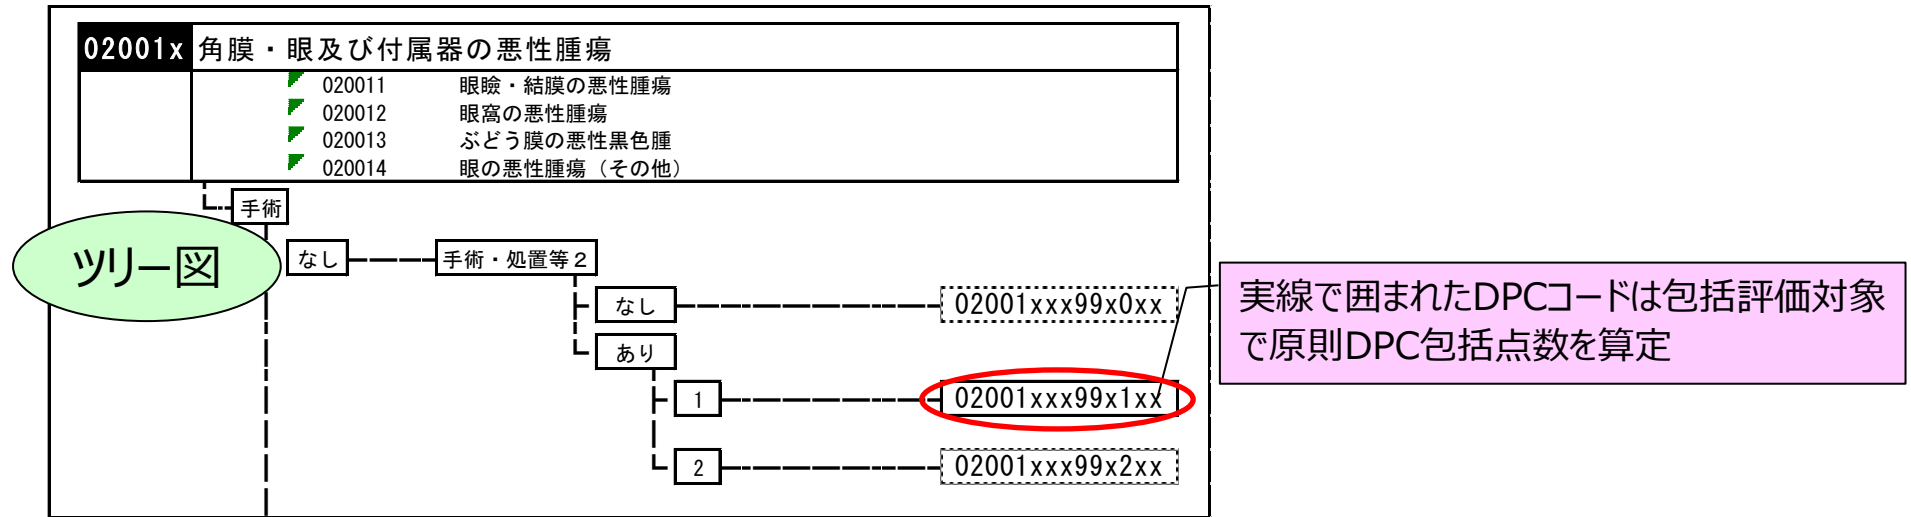 02001x 角膜・眼及び付属器の悪性腫瘍
020011 眼瞼・結膜の悪性腫瘍
020012 眼窩の悪性腫瘍
020013 ぶどう膜の悪性黒色腫
020014 眼の悪性腫瘍（その他）
手術
ツリー図
なし
手術・処置等２
なし
02001xxx99x0xx
あり
1
02001xxx99x1xx
2
02001xxx99x2xx
実線で囲まれたDPCコードは包括評価対象
で原則DPC包括点数を算定